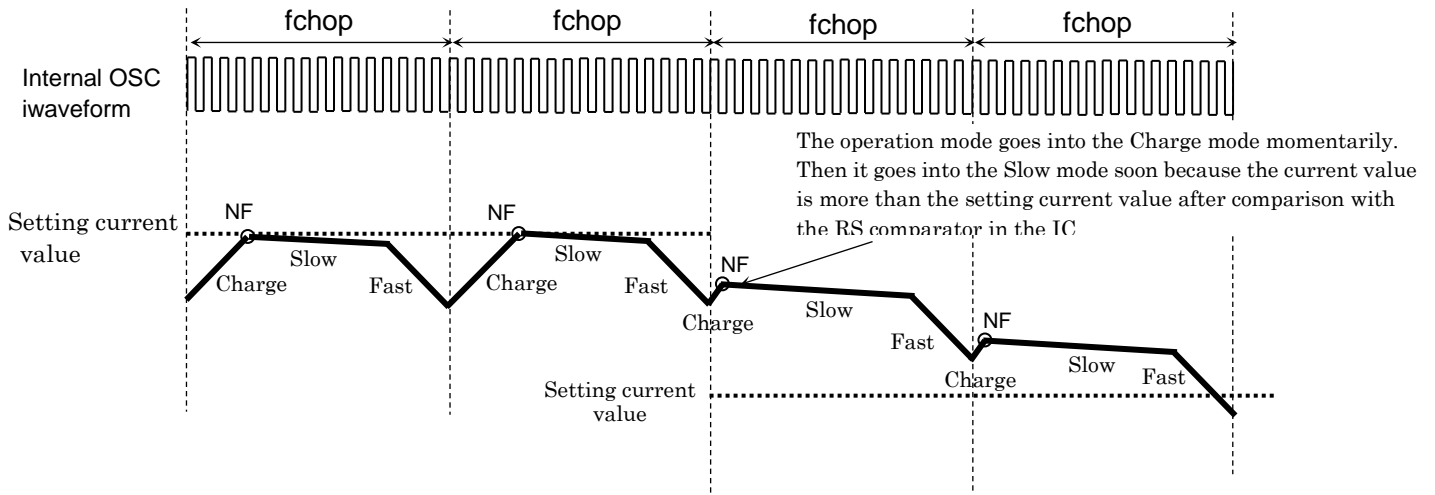 fchop
fchop
fchop
fchop
Internal OSC
iwaveform
The operation mode goes into the Charge mode momentarily.
Then it goes into the Slow mode soon because the current value
is more than the setting current value after comparison with
the RS comparator in the IC
Setting current
value
NF
Charge
Slow
Fast
NF
Charge
Slow
Fast
NF
Charge
Slow
Fast
NF
Charge
Slow
Fast
Setting current
value